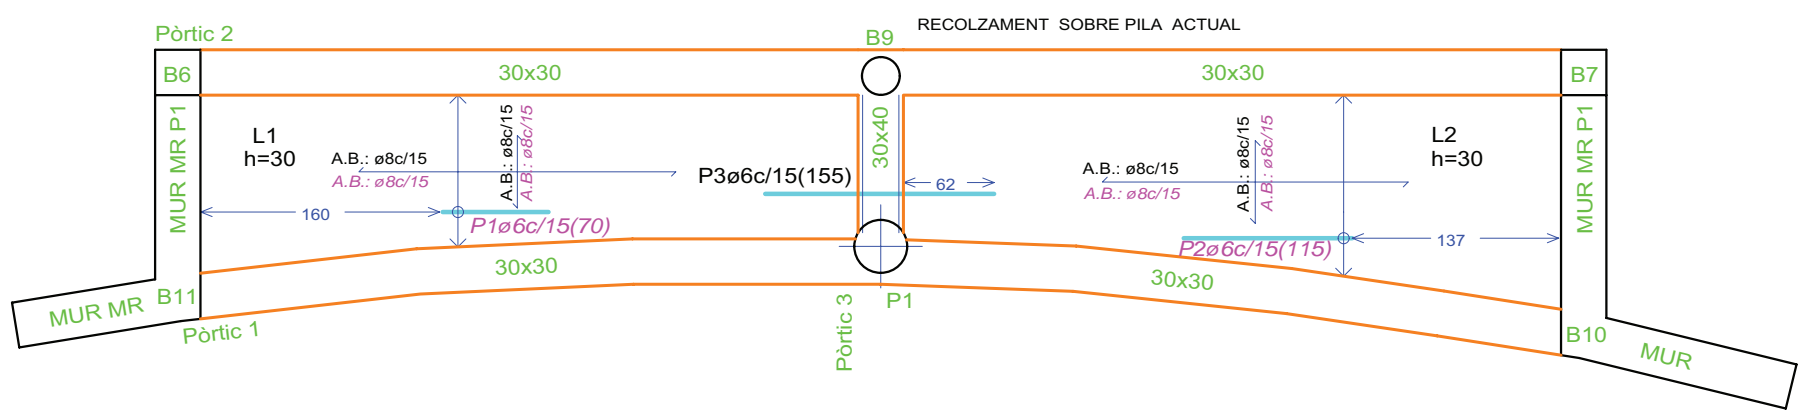 RECOLZAMENT SOBRE PILA ACTUAL
Pòrtic 2
B9
B6
30x30
30x30
B7
MUR MR P1
L1
h=30
A.B.: ø8c/15
A.B.: ø8c/15
A.B.: ø8c/15
A.B.: ø8c/15
30x40
P3ø6c/15(155)
62
A.B.: ø8c/15
A.B.: ø8c/15
A.B.: ø8c/15
A.B.: ø8c/15
L2
h=30
MUR MR P1
160
P1ø6c/15(70)
P2ø6c/15(115)
137
30x30
30x30
B11
MUR MR
Pòrtic 1
Pòrtic 3
P1
B10
MUR